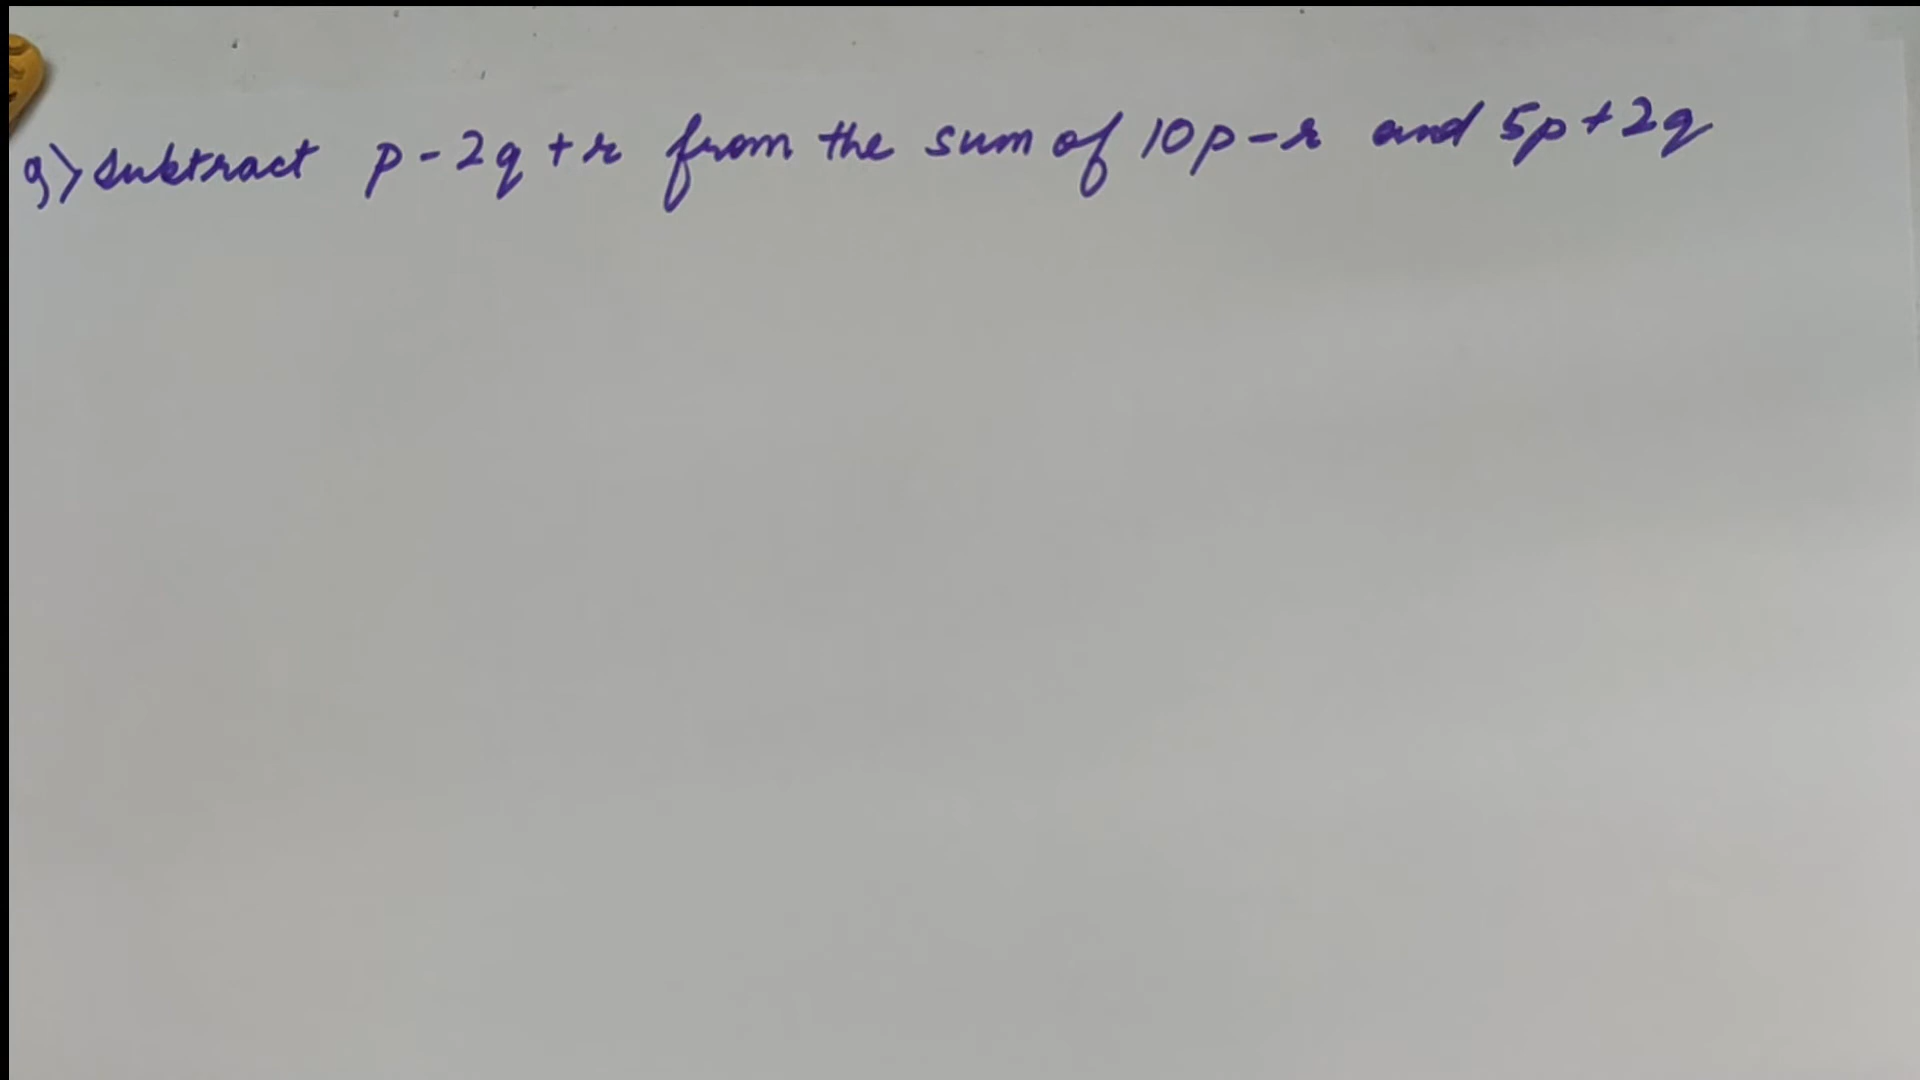 9) subtract p - 2q + r from the sum of 10p - r and 5p + 2q